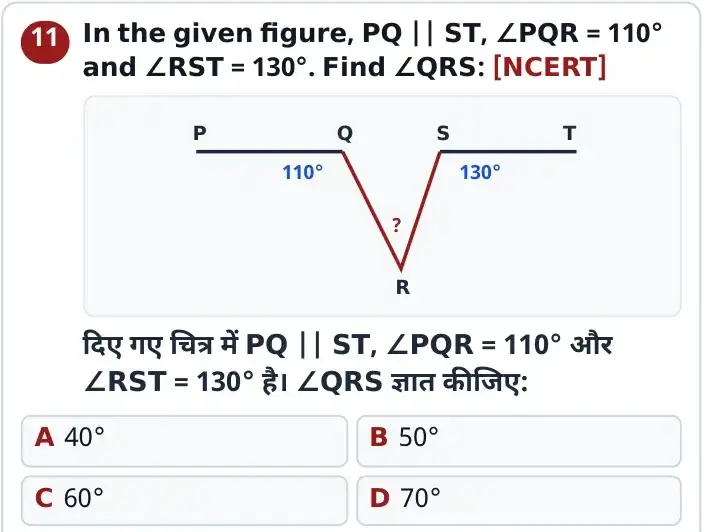 11 In the given figure, PQ || ST, ∠PQR = 110°
and ∠RST = 130°. Find ∠QRS: [NCERT]
P Q S T
110° 130°
?
R
दिए गए चित्र में PQ || ST, ∠PQR = 110° और
∠RST = 130° है। ∠QRS ज्ञात कीजिए:
A 40° B 50°
C 60° D 70°